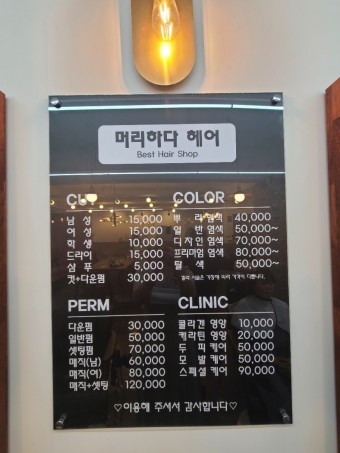 머리하다 헤어
Best Hair Shop
CUT
남 성 15,000
여 성 15,000
학 생 10,000
드라이 15,000
샴 푸 5,000
컷+다운펌 30,000
COLOR
뿌 리 염색 40,000
일 반 염색 50,000~
디자인 염색 70,000~
프리미엄 염색 80,000~
탈 색 50,000~
PERM
다운펌 30,000
일반펌 50,000
셋팅펌 70,000
매직(남) 60,000
매직(여) 80,000
매직+셋팅 120,000
CLINIC
콜라겐 영양 10,000
케라틴 영양 20,000
두 피 케어 50,000
모 발 케어 50,000
스페셜 케어 90,000
♡이용해 주셔서 감사합니다♡